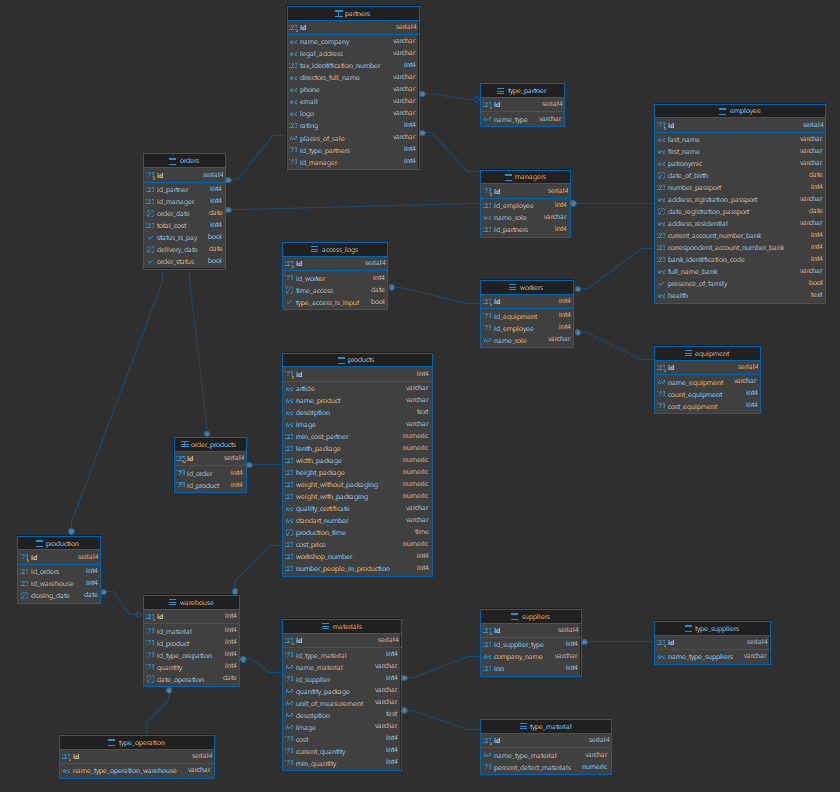 partners
id serial4
name_company varchar
legal_address varchar
tax_identification_number int4
directors_full_name varchar
phone varchar
email varchar
logo varchar
rating int4
places_of_sale varchar
id_type_partners int4
id_manager int4
type_partner
id serial4
name_type varchar
employee
id serial4
last_name varchar
first_name varchar
patronymic varchar
date_of_birth date
number_passport int4
address_rigistration_passport varchar
date_registration_passport date
address_residential varchar
current_account_number_bank int4
correspondent_account_number_bank int4
bank_identification_code int4
full_name_bank varchar
presence_of_family bool
health text
orders
id serial4
id_partner int4
id_manager int4
order_date date
total_cost int4
status_is_pay bool
delivery_date date
order_status bool
managers
id serial4
id_employee int4
name_role varchar
id_partners int4
access_logs
id serial4
id_worker int4
time_access date
type_access_is_input bool
workers
id int4
id_equipment int4
id_employee int4
name_role varchar
equipment
id serial4
name_equipment varchar
count_equipment int4
cost_equipment int4
products
id int4
article varchar
name_product varchar
description text
image varchar
min_cost_partner numeric
lenth_package numeric
width_package numeric
height_package numeric
weight_without_packaging numeric
weight_with_packaging numeric
quality_certificate varchar
standart_number varchar
production_time time
cost_price numeric
workshop_number int4
number_people_in_production int4
order_products
id serial4
id_order int4
id_product int4
production
id serial4
id_orders int4
id_warehouse int4
closing_date date
warehouse
id int4
id_material int4
id_product int4
id_type_orepation int4
quantity int4
date_operation date
materials
id serial4
id_type_material int4
name_material varchar
id_supplier int4
quantity_package varchar
unit_of_measurement varchar
description text
image varchar
cost int4
current_quantity int4
min_quantity int4
suppliers
id serial4
id_supplier_type int4
company_name varchar
inn int4
type_suppliers
id serial4
name_type_suppliers varchar
type_material
id serial4
name_type_material varchar
percent_defect_materials numeric
type_operation
id serial4
name_type_operation_warehouse varchar